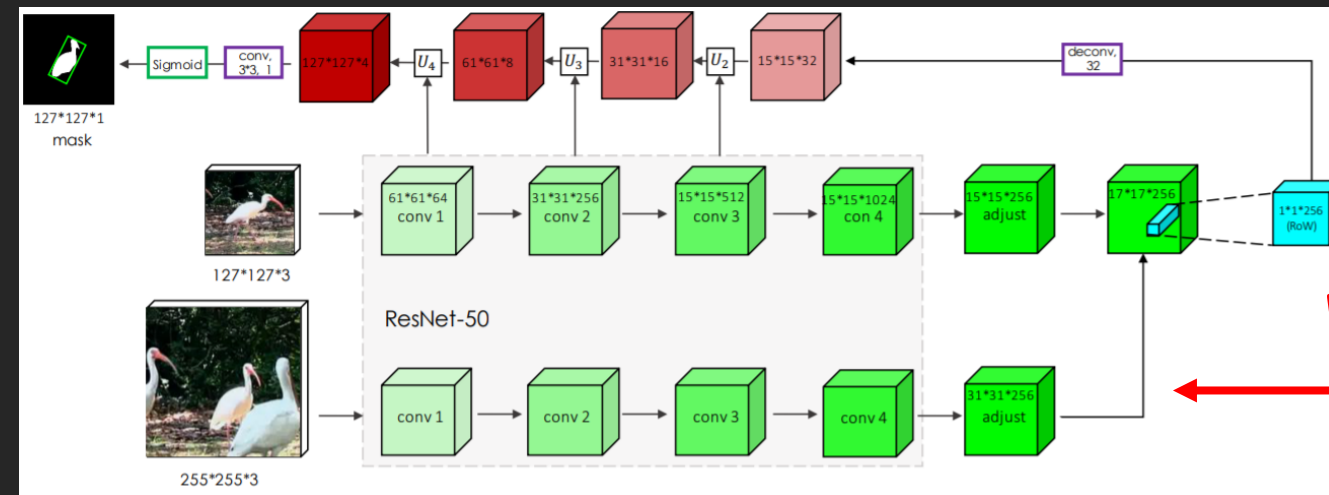 Sigmoid
conv,
3*3, 1
127*127*4
U4
61*61*8
U3
31*31*16
U2
15*15*32
deconv,
32
127*127*1
mask
61*61*64
conv 1
31*31*256
conv 2
15*15*512
conv 3
15*15*1024
con 4
15*15*256
adjust
17*17*256
1*1*256
(RoW)
127*127*3
ResNet-50
conv 1
conv 2
conv 3
conv 4
31*31*256
adjust
255*255*3